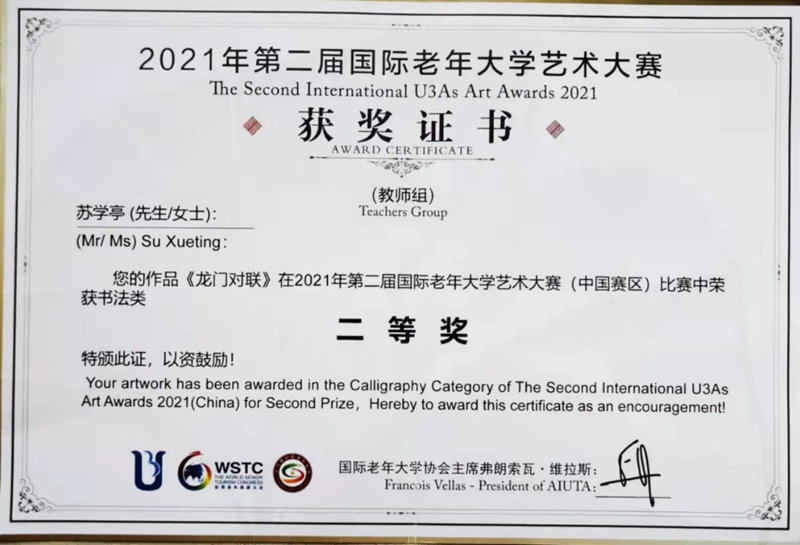 2021年第二届国际老年大学艺术大赛
The Second International U3As Art Awards 2021
获奖证书
AWARD CERTIFICATE
(教师组)
Teachers Group
苏学亭 (先生/女士)：
(Mr/ Ms) Su Xueting：
您的作品《龙门对联》在2021年第二届国际老年大学艺术大赛（中国赛区）比赛中荣
获书法类
二等奖
特颁此证，以资鼓励！
Your artwork has been awarded in the Calligraphy Category of The Second International U3As
Art Awards 2021(China) for Second Prize，Hereby to award this certificate as an encouragement!
WSTC
THE WORLD SENIOR
TOURISM CONGRESS
国际老年大学协会主席弗朗索瓦·维拉斯：
Francois Vellas - President of AIUTA：